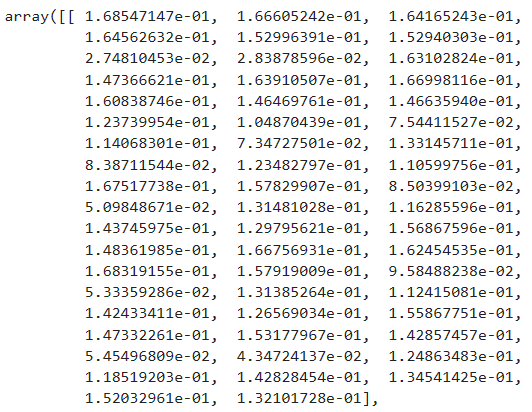 array([[ 1.68547147e-01,  1.66605242e-01,  1.64165243e-01,
         1.64562632e-01,  1.52996391e-01,  1.52940303e-01,
         2.74810453e-02,  2.83878596e-02,  1.63102824e-01,
         1.47366621e-01,  1.63910507e-01,  1.66998116e-01,
         1.60838746e-01,  1.46469761e-01,  1.46635940e-01,
         1.23739954e-01,  1.04870439e-01,  7.54411527e-02,
         1.14068301e-01,  7.34727501e-02,  1.33145711e-01,
         8.38711544e-02,  1.23482797e-01,  1.10599756e-01,
         1.67517738e-01,  1.57829907e-01,  8.50399103e-02,
         5.09848671e-02,  1.31481028e-01,  1.16285596e-01,
         1.43745975e-01,  1.29795621e-01,  1.56867596e-01,
         1.48361985e-01,  1.66756931e-01,  1.62454535e-01,
         1.68319155e-01,  1.57919009e-01,  9.58488238e-02,
         5.33359286e-02,  1.31385264e-01,  1.12415081e-01,
         1.42433411e-01,  1.26569034e-01,  1.55867751e-01,
         1.47332261e-01,  1.53177967e-01,  1.42857457e-01,
         5.45496809e-02,  4.34724137e-02,  1.24863483e-01,
         1.18519203e-01,  1.42828454e-01,  1.34541425e-01,
         1.52032961e-01,  1.32101728e-01],